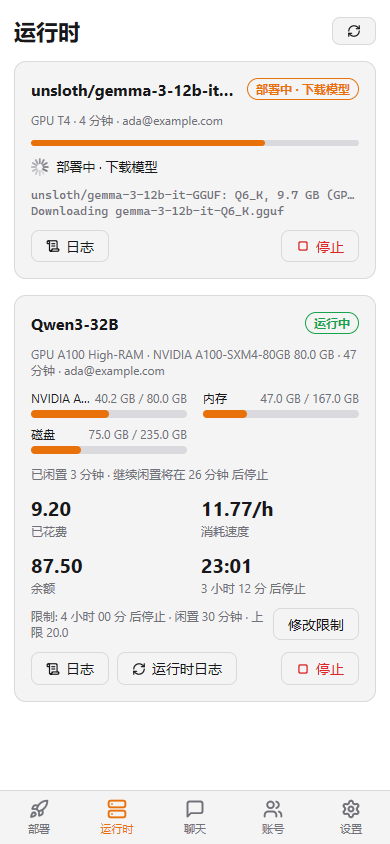 运行时
unsloth/gemma-3-12b-it...
部署中 · 下载模型
GPU T4 · 4 分钟 · ada@example.com
部署中 · 下载模型
unsloth/gemma-3-12b-it-GGUF: Q6_K, 9.7 GB (GP…
Downloading gemma-3-12b-it-Q6_K.gguf
日志
停止
Qwen3-32B
运行中
GPU A100 High-RAM · NVIDIA A100-SXM4-80GB 80.0 GB · 47
分钟 · ada@example.com
NVIDIA A... 40.2 GB / 80.0 GB
内存 47.0 GB / 167.0 GB
磁盘 75.0 GB / 235.0 GB
已闲置 3 分钟 · 继续闲置将在 26 分钟 后停止
9.20
已花费
11.77/h
消耗速度
87.50
余额
23:01
3 小时 12 分 后停止
限制: 4 小时 00 分 后停止 · 闲置 30 分钟 · 上
限 20.0
修改限制
日志
运行时日志
停止
部署
运行时
聊天
账号
设置